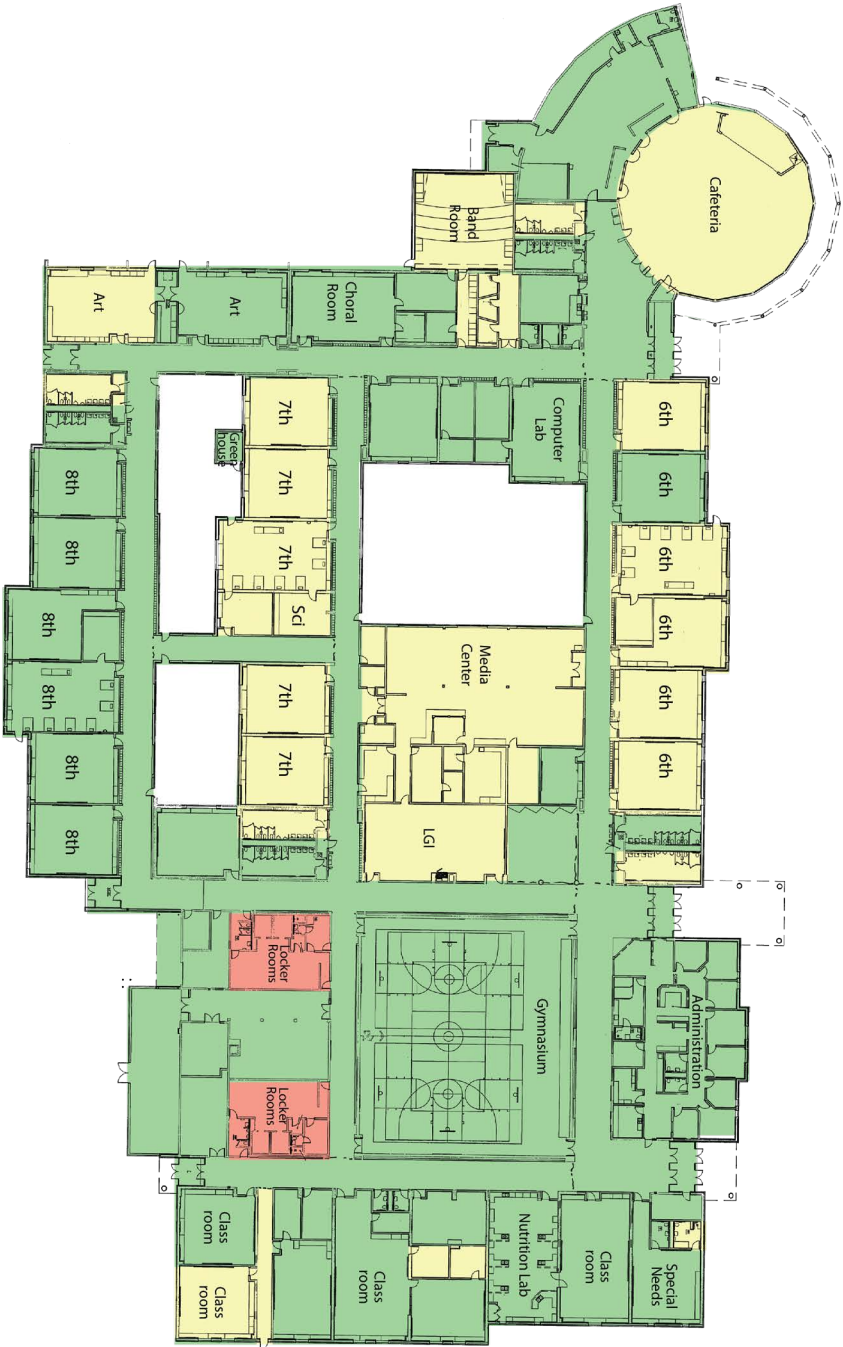 Cafeteria
Band
Room
Art
Art
Choral
Room
Computer
Lab
6th
6th
6th
6th
6th
6th
7th
7th
7th
Sci
7th
7th
Green
house
8th
8th
8th
8th
8th
8th
Media
Center
LGI
Locker
Rooms
Locker
Rooms
Gymnasium
Administration
Class
room
Class
room
Class
room
Nutrition Lab
Class
room
Special
Needs